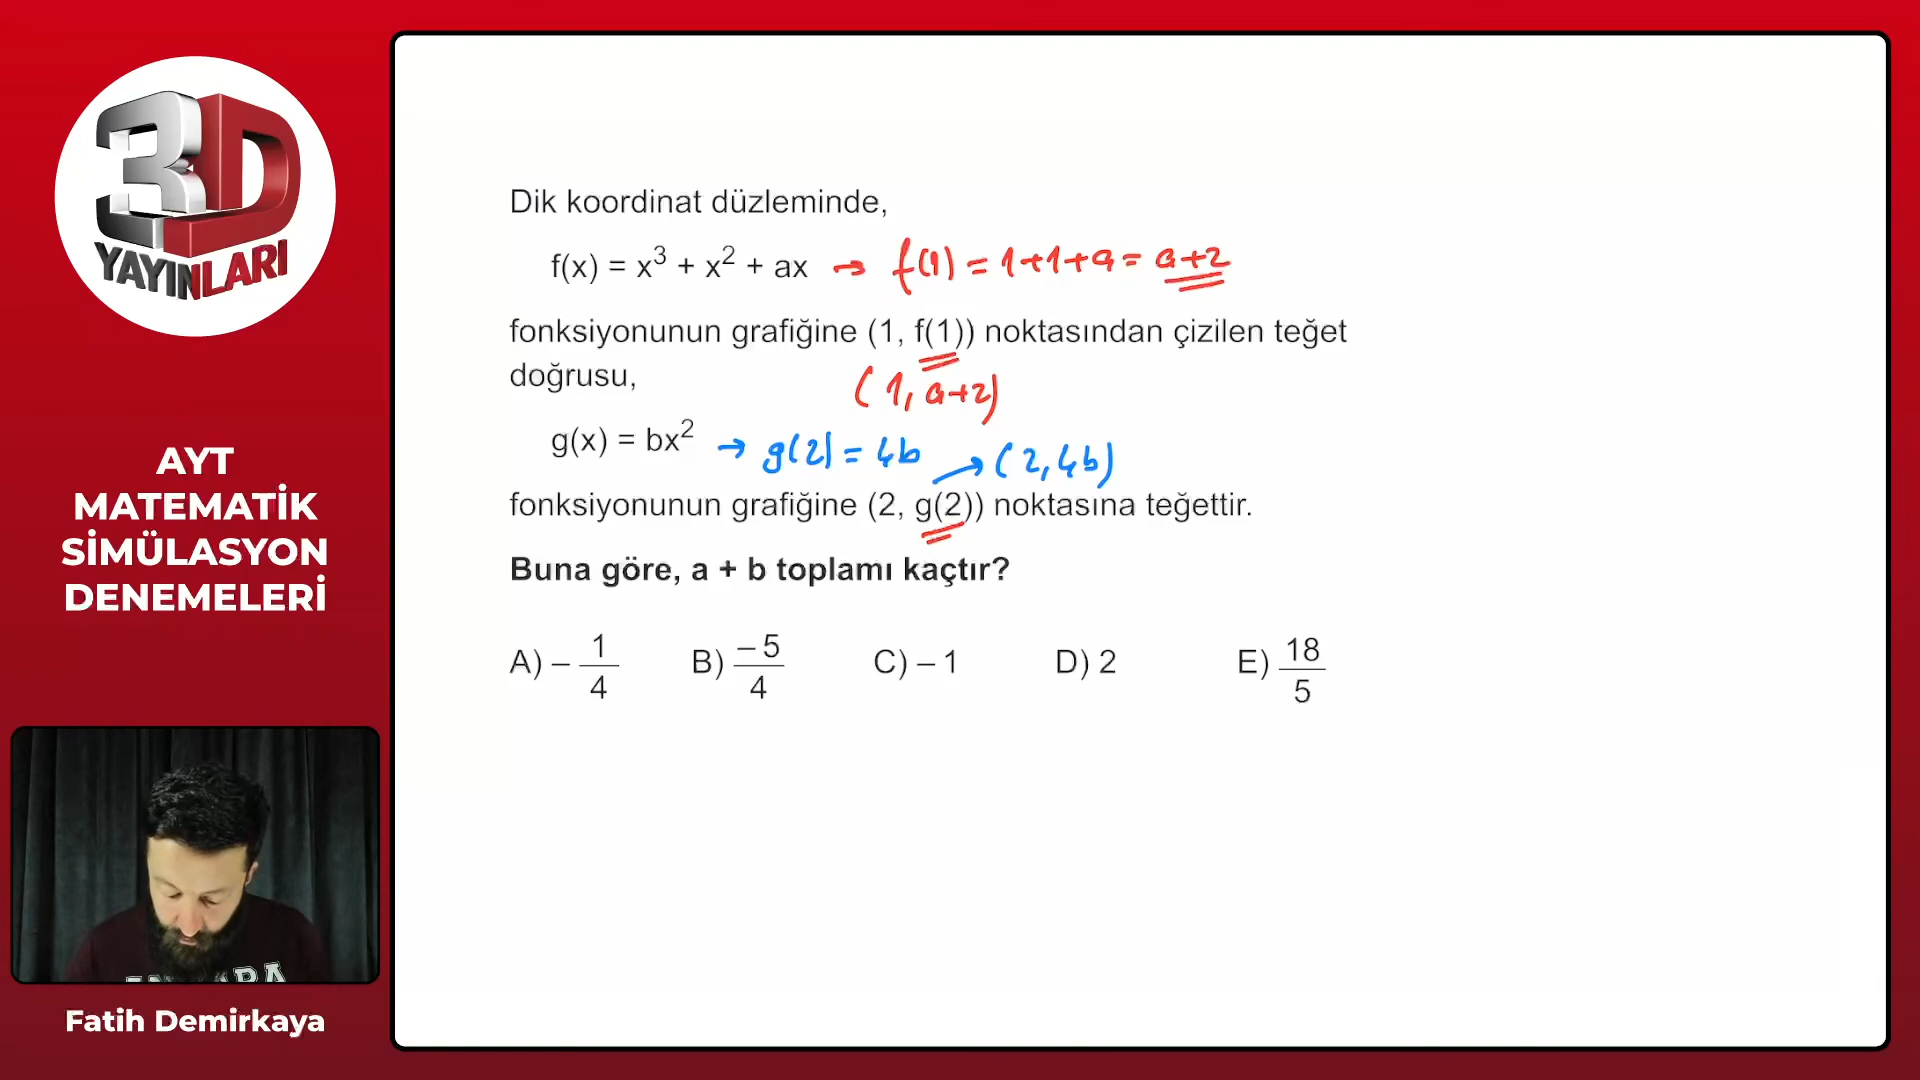 3D
YAYINLARI
AYT
MATEMATİK
SİMÜLASYON
DENEMELERİ
Fatih Demirkaya
Dik koordinat düzleminde,
f(x) = x³ + x² + ax → f(1) = 1+1+a = a+2
fonksiyonunun grafiğine (1, f(1)) noktasından çizilen teğet
doğrusu,
(1, a+2)
g(x) = bx² → g(2) = 4b → (2, 4b)
fonksiyonunun grafiğine (2, g(2)) noktasına teğettir.
Buna göre, a + b toplamı kaçtır?
A) – 1/4 B) –5/4 C) – 1 D) 2 E) 18/5